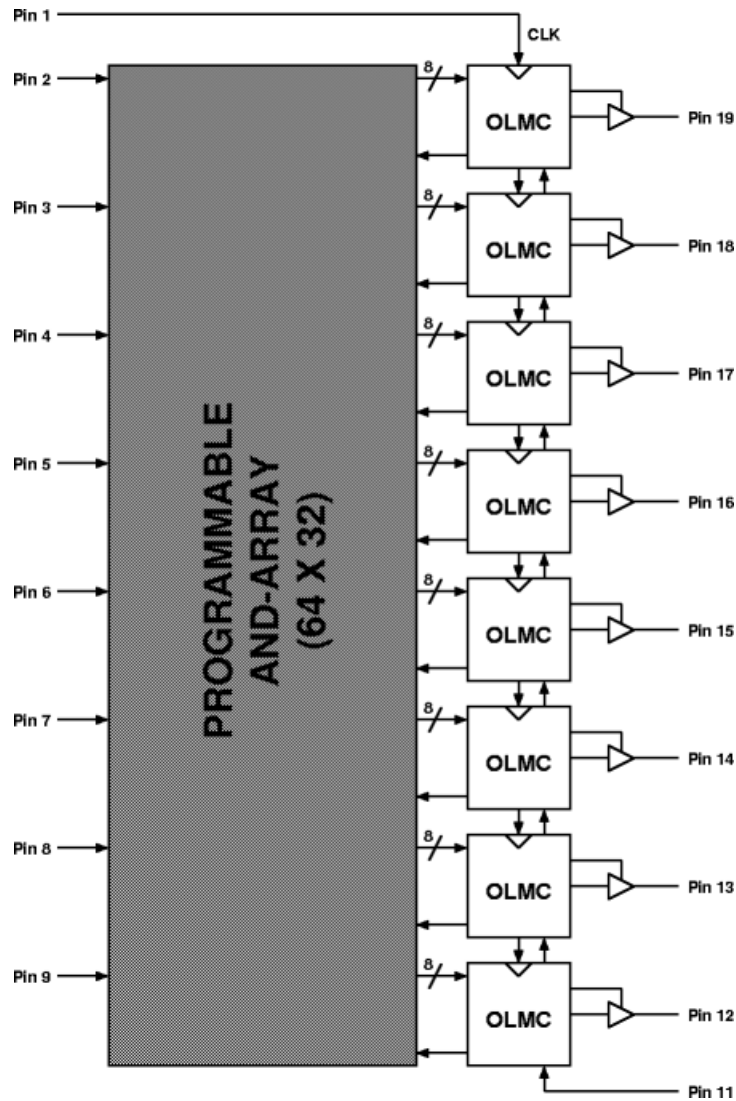 Pin 1
CLK
Pin 2
8
OLMC
Pin 19
Pin 3
8
OLMC
Pin 18
Pin 4
8
OLMC
Pin 17
PROGRAMMABLE
AND-ARRAY
(64 X 32)
Pin 5
8
OLMC
Pin 16
Pin 6
8
OLMC
Pin 15
Pin 7
8
OLMC
Pin 14
Pin 8
8
OLMC
Pin 13
Pin 9
8
OLMC
Pin 12
Pin 11